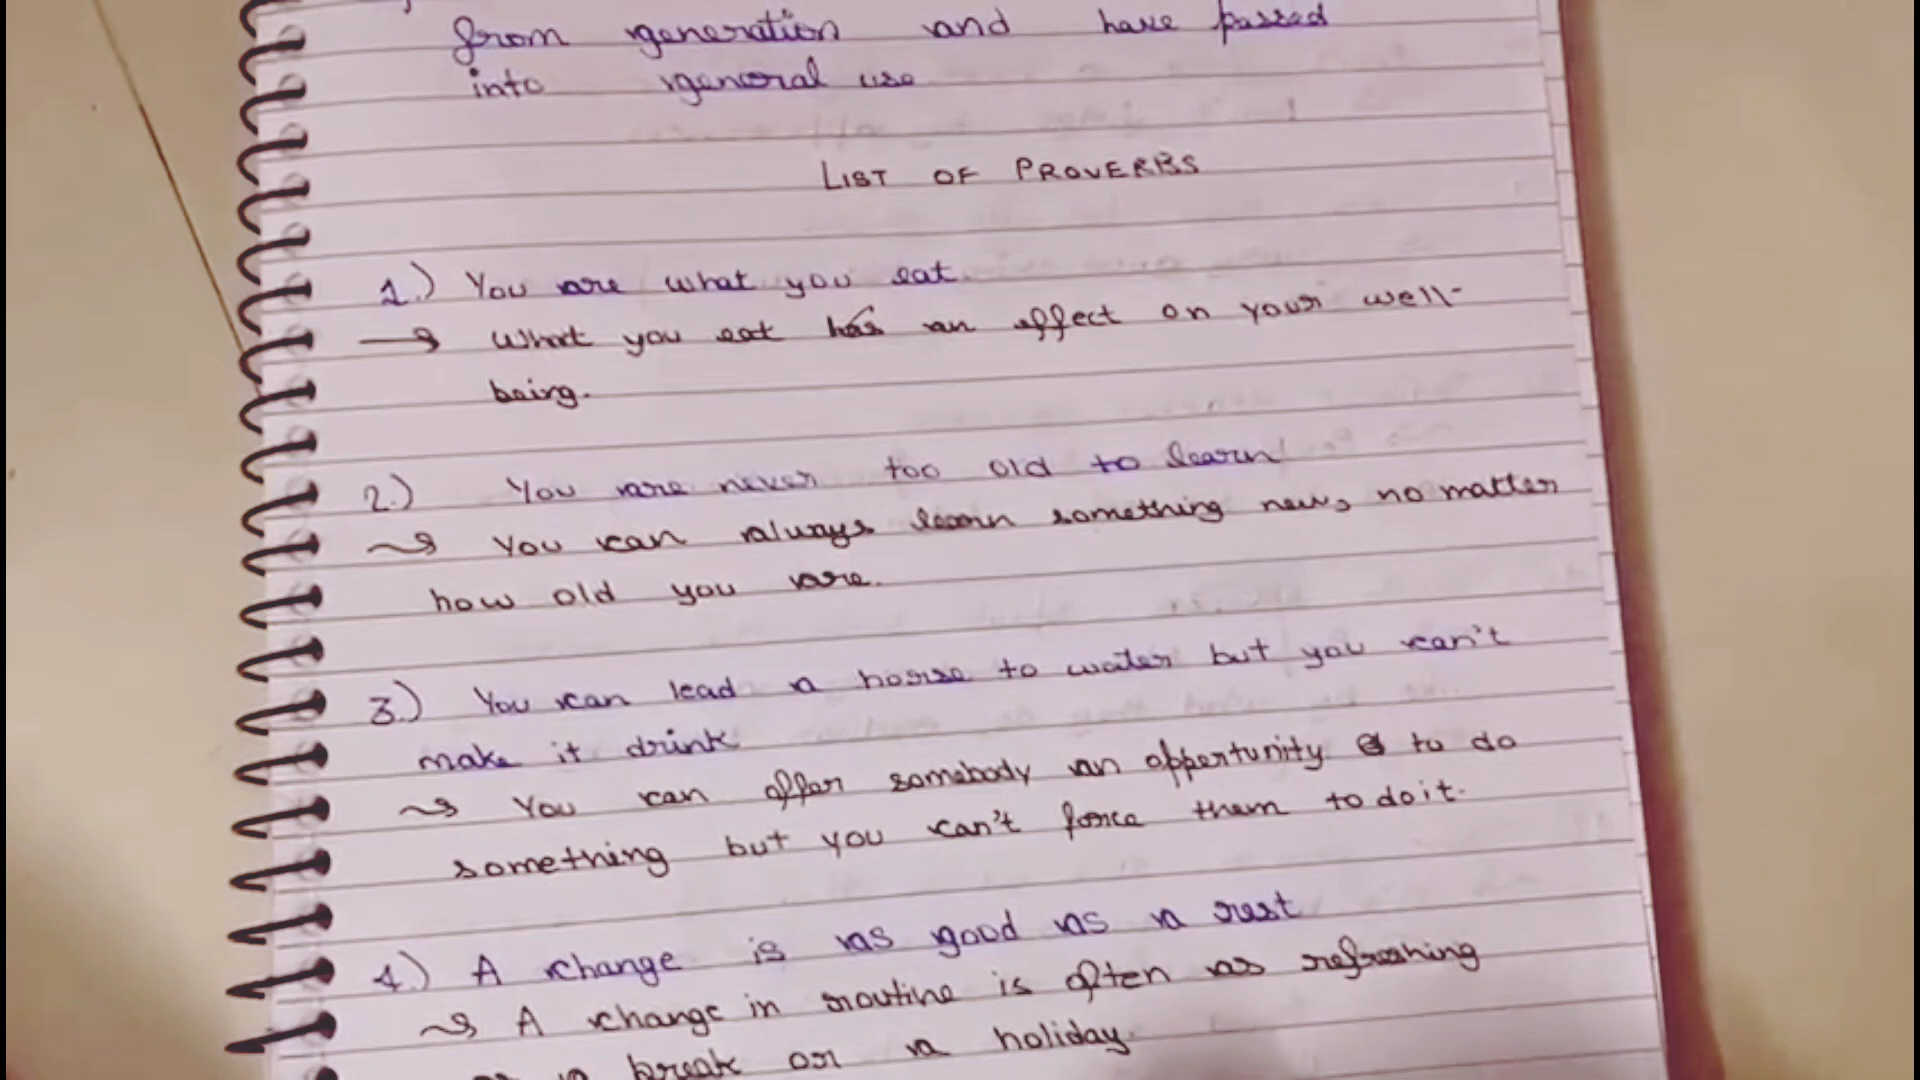 from generation and have passed
into general use
LIST OF PROVERBS
1.) You are what you eat.
→ What you eat has an effect on your well-
being.
2.) You are never too old to learn
→ You can always learn something new, no matter
how old you are.
3.) You can lead a horse to water but you can't
make it drink
→ You can offer somebody an opportunity to do
something but you can't force them to do it.
4.) A change is as good as a rest
→ A change in routine is often as refreshing
as a break or a holiday.